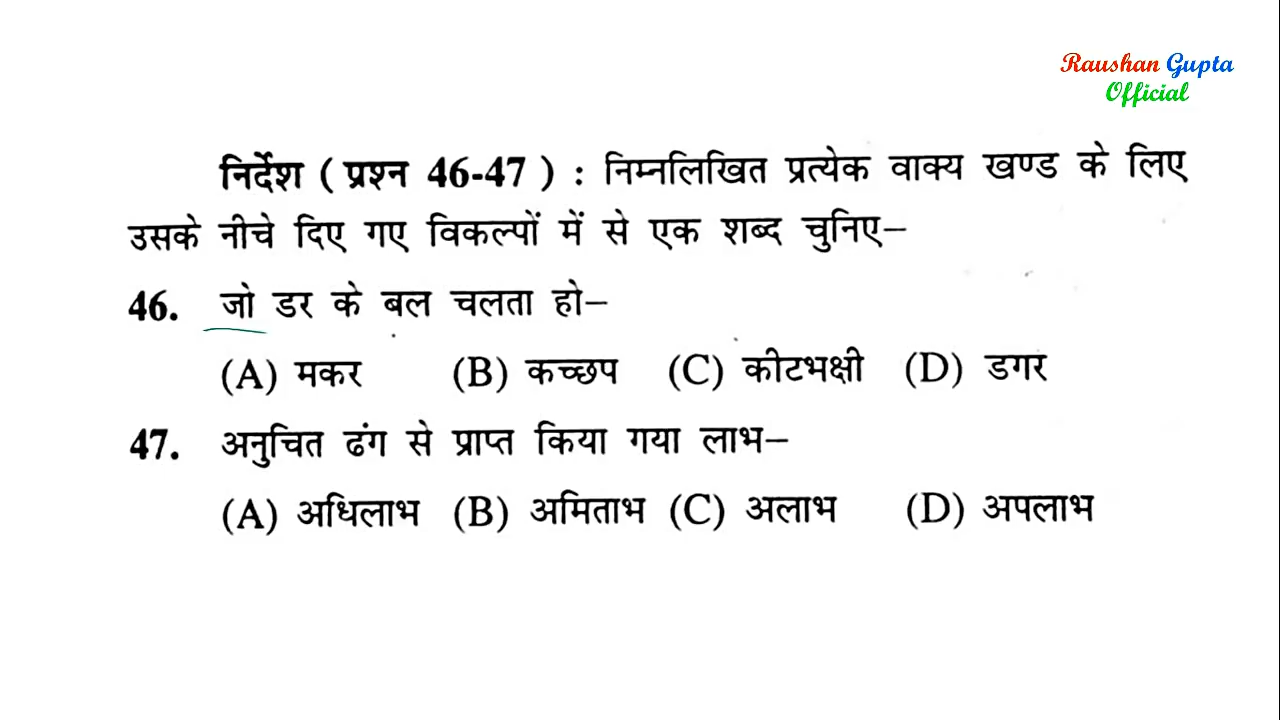 Raushan Gupta
Official
निर्देश ( प्रश्न 46-47 ) : निम्नलिखित प्रत्येक वाक्य खण्ड के लिए
उसके नीचे दिए गए विकल्पों में से एक शब्द चुनिए–
46. जो डर के बल चलता हो–
(A) मकर (B) कच्छप (C) कीटभक्षी (D) डगर
47. अनुचित ढंग से प्राप्त किया गया लाभ–
(A) अधिलाभ (B) अमिताभ (C) अलाभ (D) अपलाभ